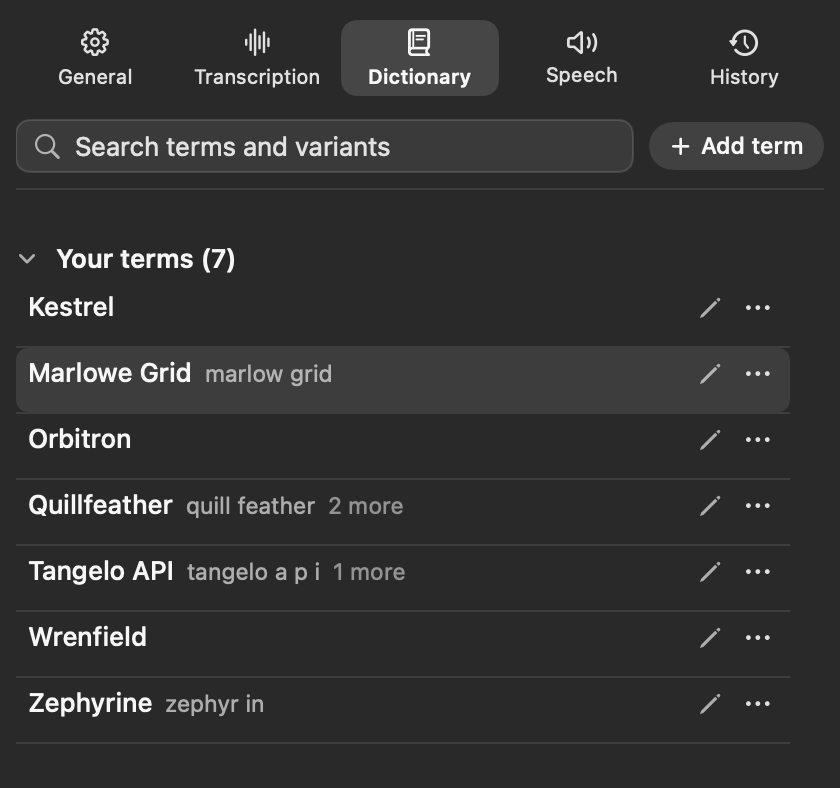 General Transcription Dictionary Speech History
Search terms and variants + Add term
Your terms (7)
Kestrel
Marlowe Grid marlow grid
Orbitron
Quillfeather quill feather 2 more
Tangelo API tangelo a p i 1 more
Wrenfield
Zephyrine zephyr in